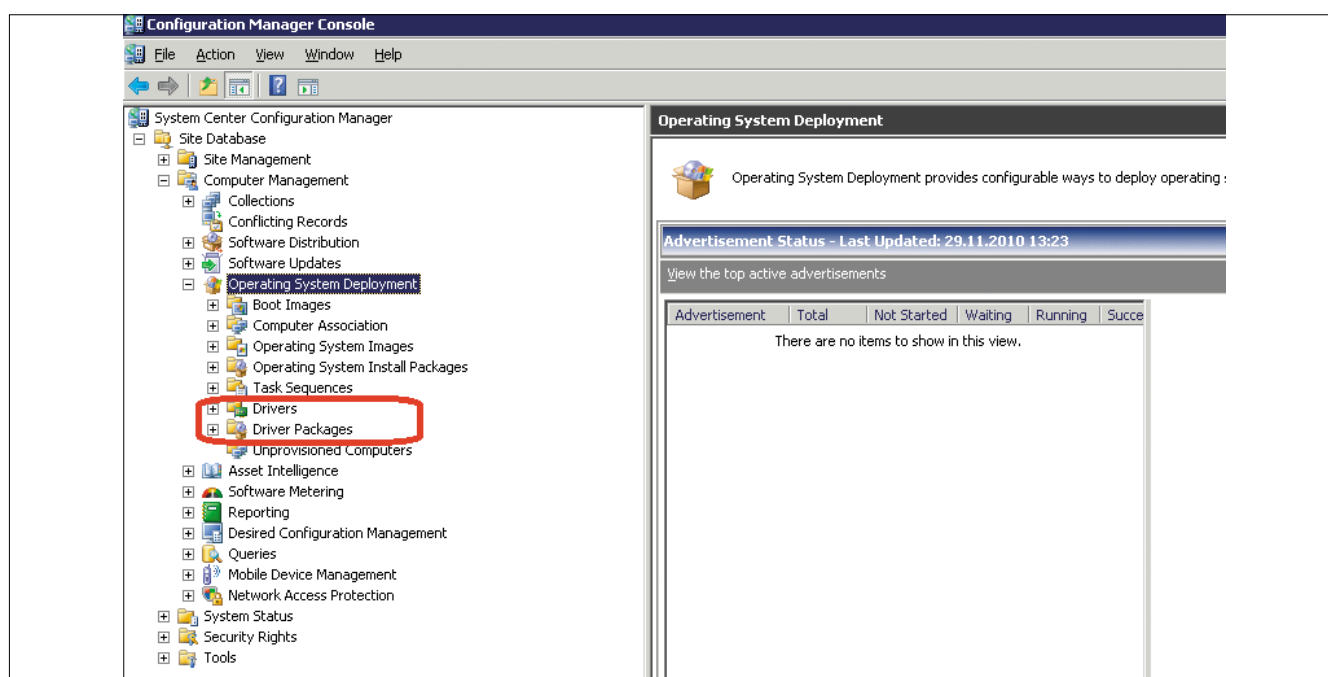 Configuration Manager Console
File Action View Window Help
System Center Configuration Manager
Site Database
Site Management
Computer Management
Collections
Conflicting Records
Software Distribution
Software Updates
Operating System Deployment
Boot Images
Computer Association
Operating System Images
Operating System Install Packages
Task Sequences
Drivers
Driver Packages
Unprovisioned Computers
Asset Intelligence
Software Metering
Reporting
Desired Configuration Management
Queries
Mobile Device Management
Network Access Protection
System Status
Security Rights
Tools
Operating System Deployment
Operating System Deployment provides configurable ways to deploy operating
Advertisement Status - Last Updated: 29.11.2010 13:23
View the top active advertisements
Advertisement Total Not Started Waiting Running Succe
There are no items to show in this view.